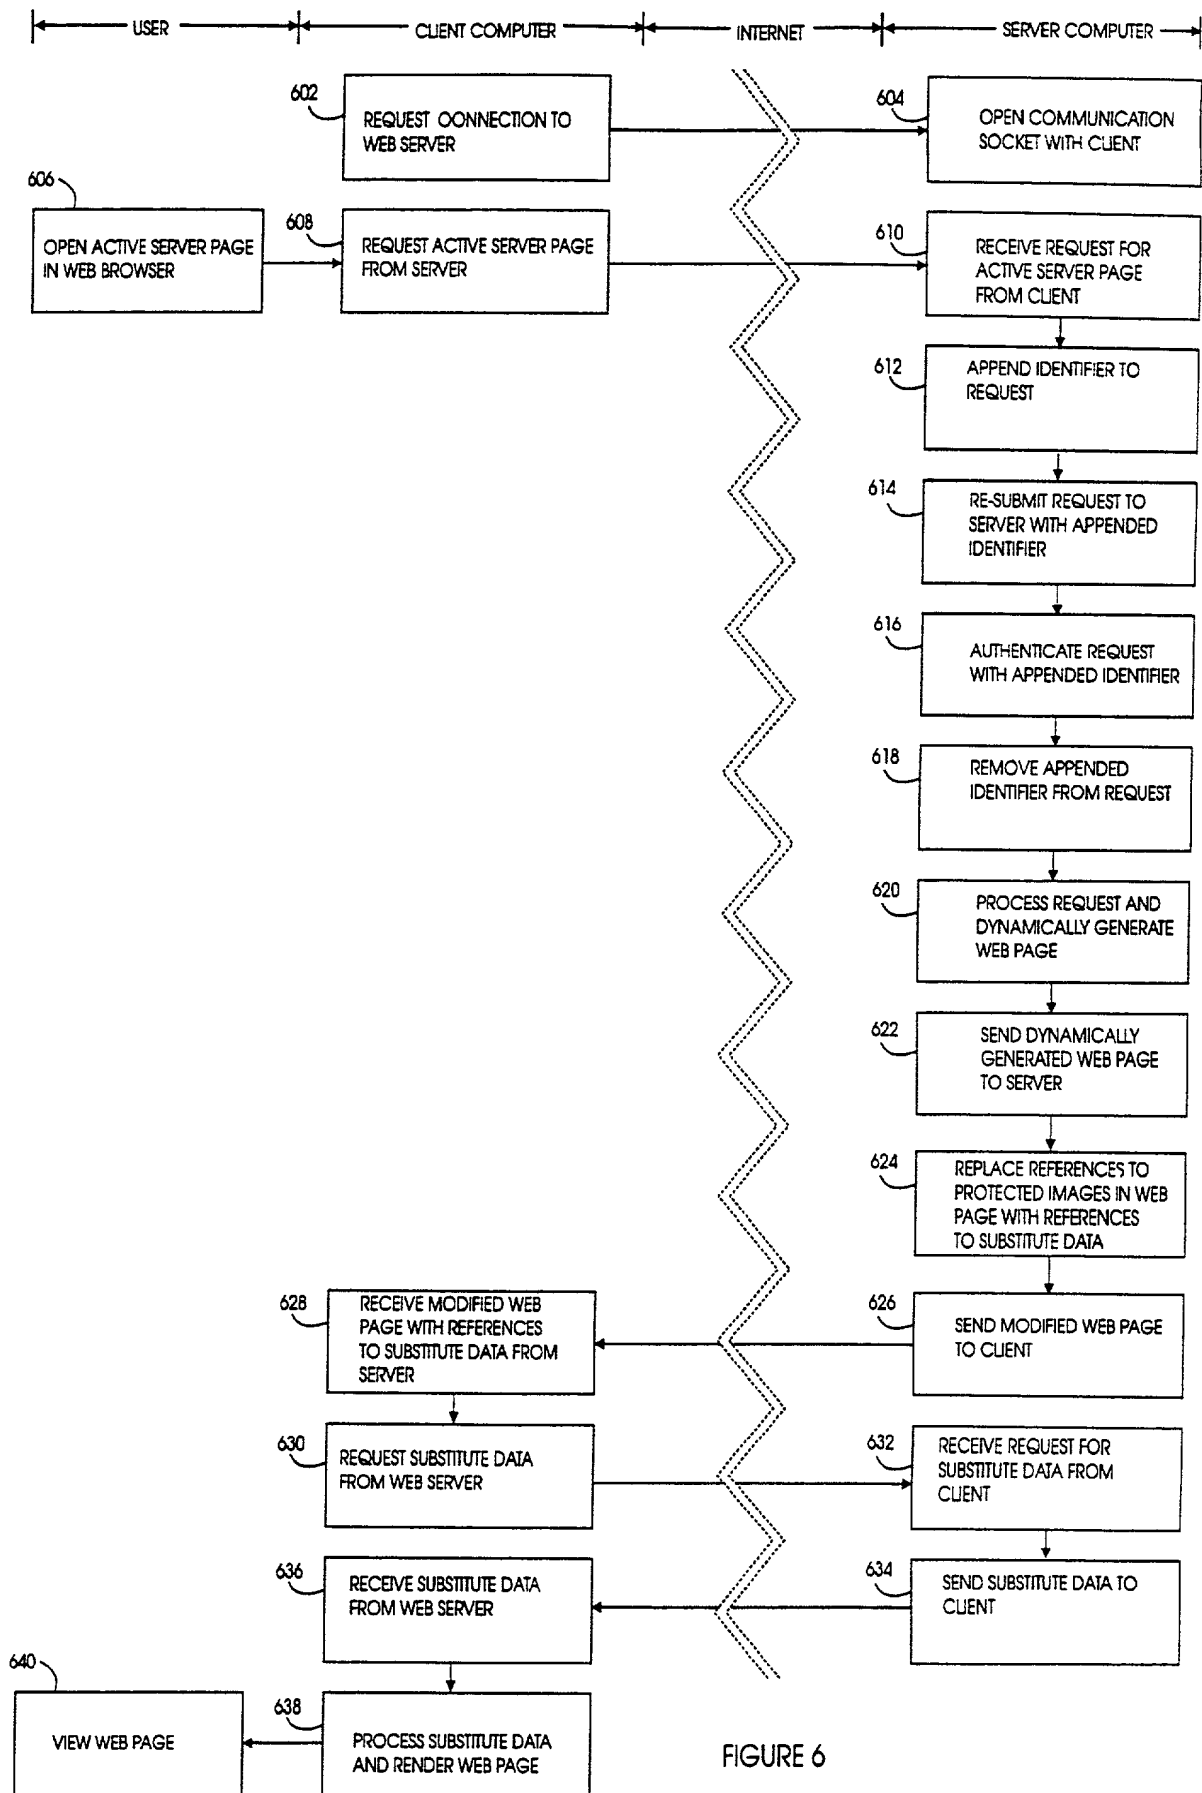 USER
CLIENT COMPUTER
INTERNET
SERVER COMPUTER
602
REQUEST CONNECTION TO
WEB SERVER
604
OPEN COMMUNICATION
SOCKET WITH CLIENT
606
OPEN ACTIVE SERVER PAGE
IN WEB BROWSER
608
REQUEST ACTIVE SERVER PAGE
FROM SERVER
610
RECEIVE REQUEST FOR
ACTIVE SERVER PAGE
FROM CLIENT
612
APPEND IDENTIFIER TO
REQUEST
614
RE-SUBMIT REQUEST TO
SERVER WITH APPENDED
IDENTIFIER
616
AUTHENTICATE REQUEST
WITH APPENDED IDENTIFIER
618
REMOVE APPENDED
IDENTIFIER FROM REQUEST
620
PROCESS REQUEST AND
DYNAMICALLY GENERATE
WEB PAGE
622
SEND DYNAMICALLY
GENERATED WEB PAGE
TO SERVER
624
REPLACE REFERENCES TO
PROTECTED IMAGES IN WEB
PAGE WITH REFERENCES
TO SUBSTITUTE DATA
626
SEND MODIFIED WEB PAGE
TO CLIENT
628
RECEIVE MODIFIED WEB
PAGE WITH REFERENCES
TO SUBSTITUTE DATA FROM
SERVER
630
REQUEST SUBSTITUTE DATA
FROM WEB SERVER
632
RECEIVE REQUEST FOR
SUBSTITUTE DATA FROM
CLIENT
634
SEND SUBSTITUTE DATA TO
CLIENT
636
RECEIVE SUBSTITUTE DATA
FROM WEB SERVER
638
PROCESS SUBSTITUTE DATA
AND RENDER WEB PAGE
640
VIEW WEB PAGE
FIGURE 6